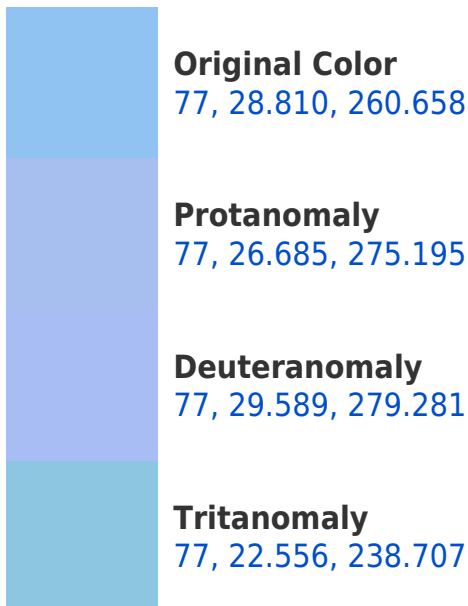 Original Color
77, 28.810, 260.658
Protanomaly
77, 26.685, 275.195
Deuteranomaly
77, 29.589, 279.281
Tritanomaly
77, 22.556, 238.707